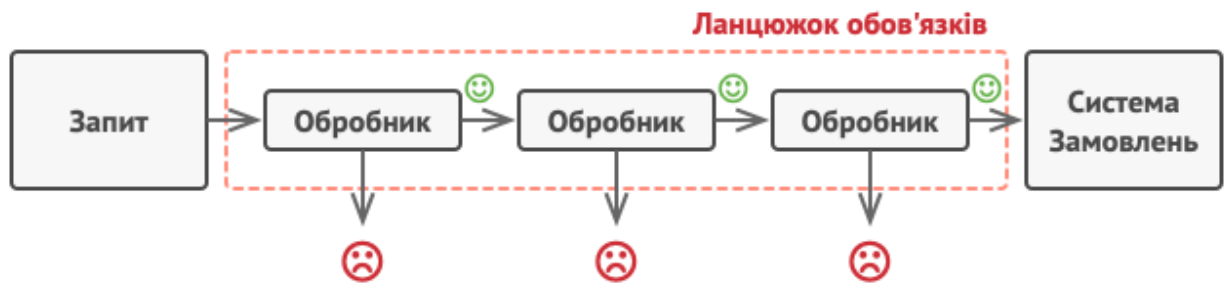 Ланцюжок обов'язків
Запит
Обробник
Обробник
Обробник
Система
Замовлень